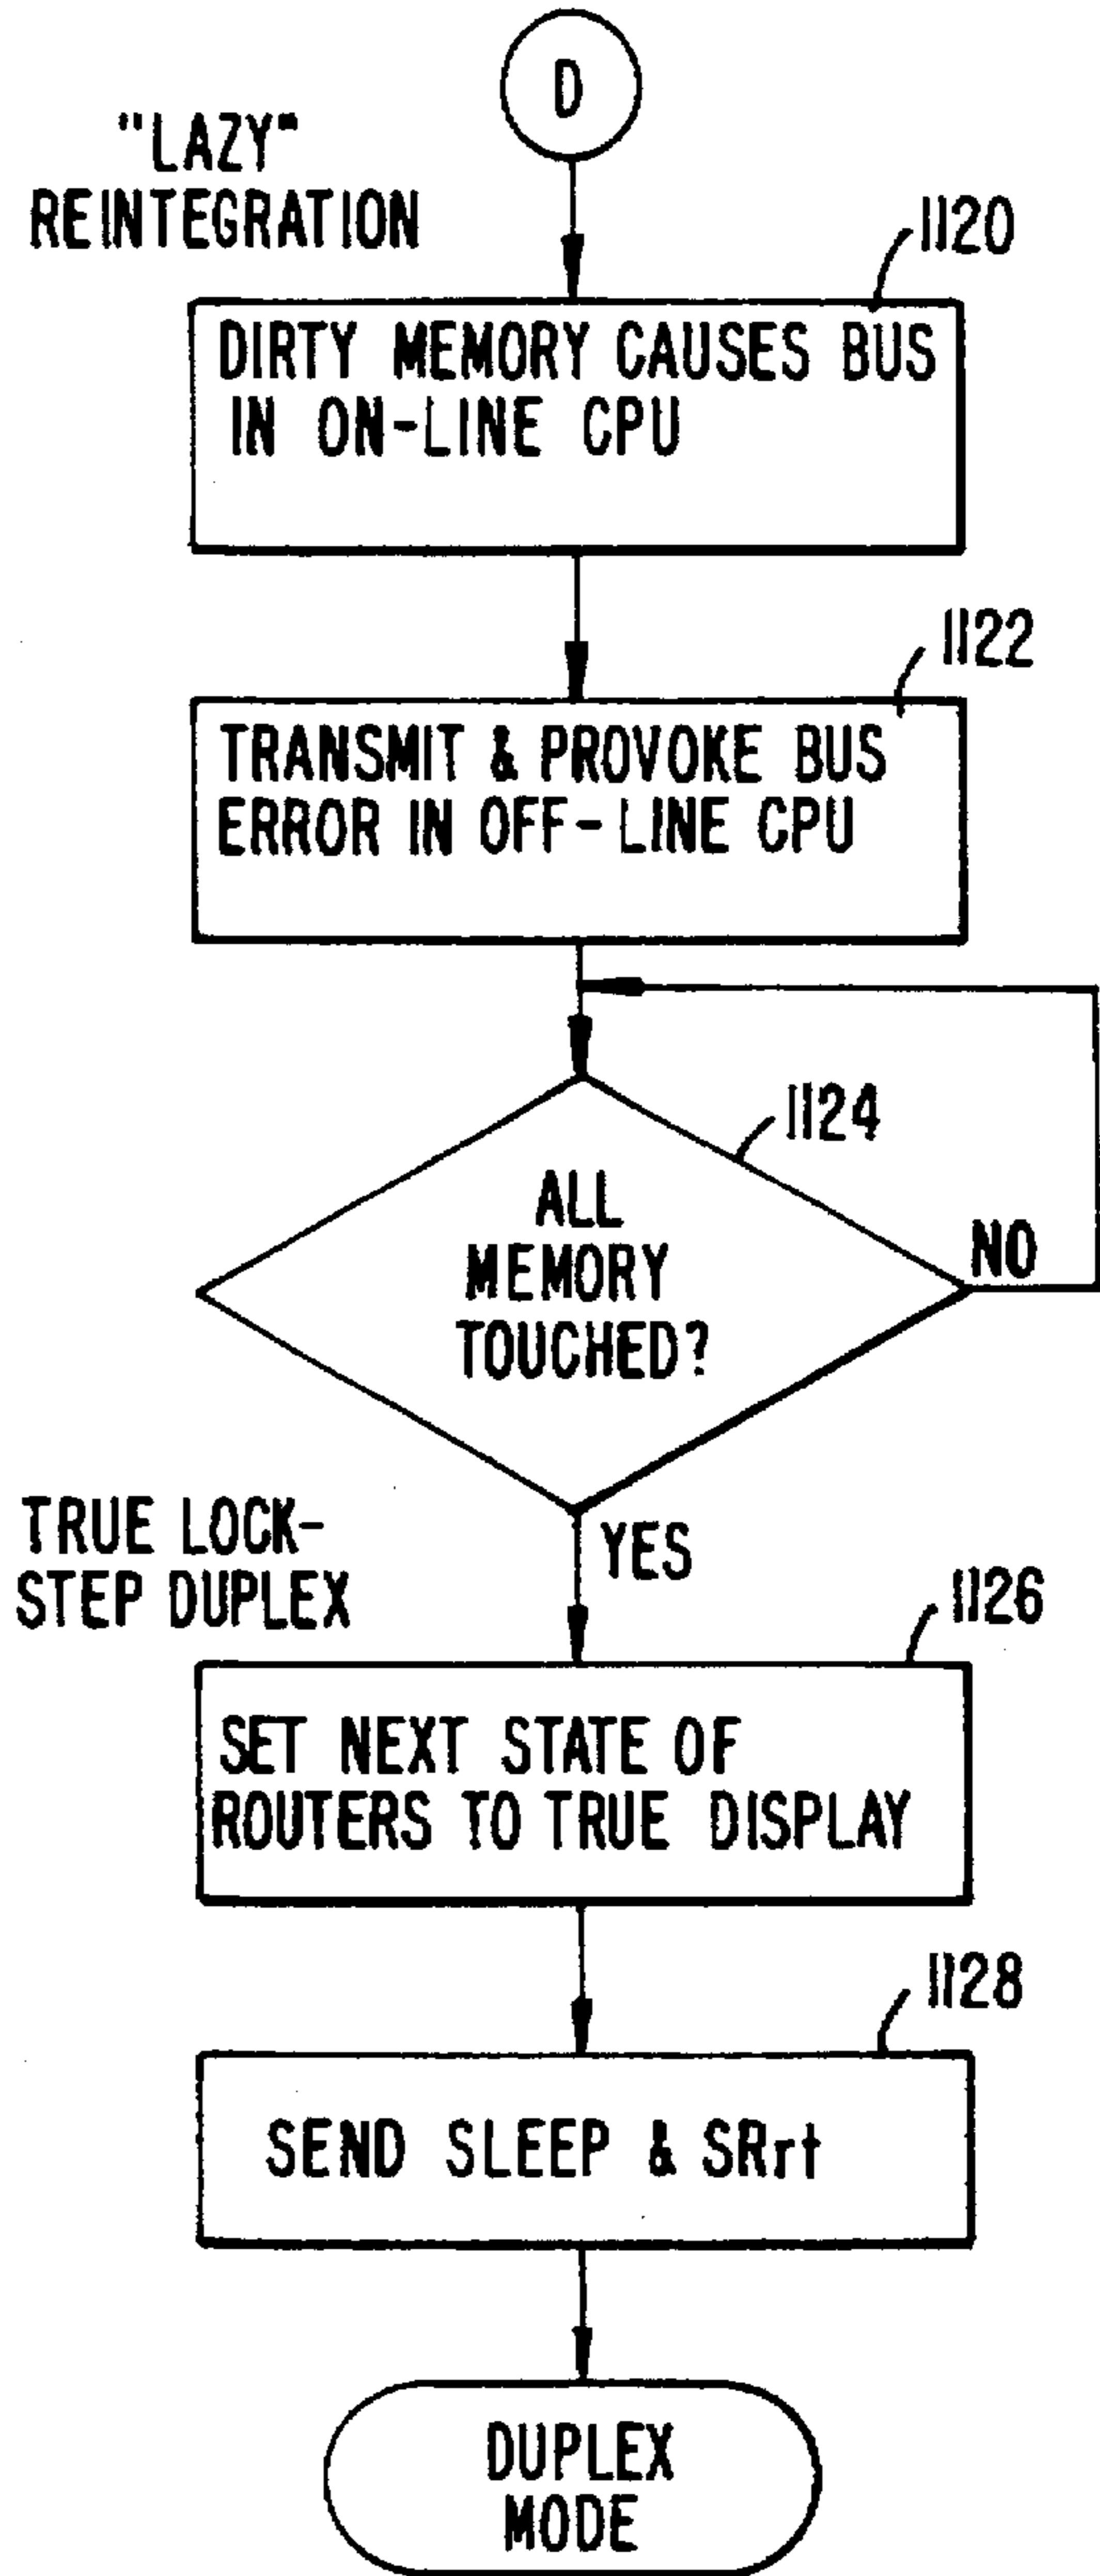 D
"LAZY"
REINTEGRATION
1120
DIRTY MEMORY CAUSES BUS
IN ON-LINE CPU
1122
TRANSMIT & PROVOKE BUS
ERROR IN OFF-LINE CPU
1124
ALL
MEMORY
TOUCHED?
NO
YES
TRUE LOCK-
STEP DUPLEX
1126
SET NEXT STATE OF
ROUTERS TO TRUE DISPLAY
1128
SEND SLEEP & SRrt
DUPLEX
MODE